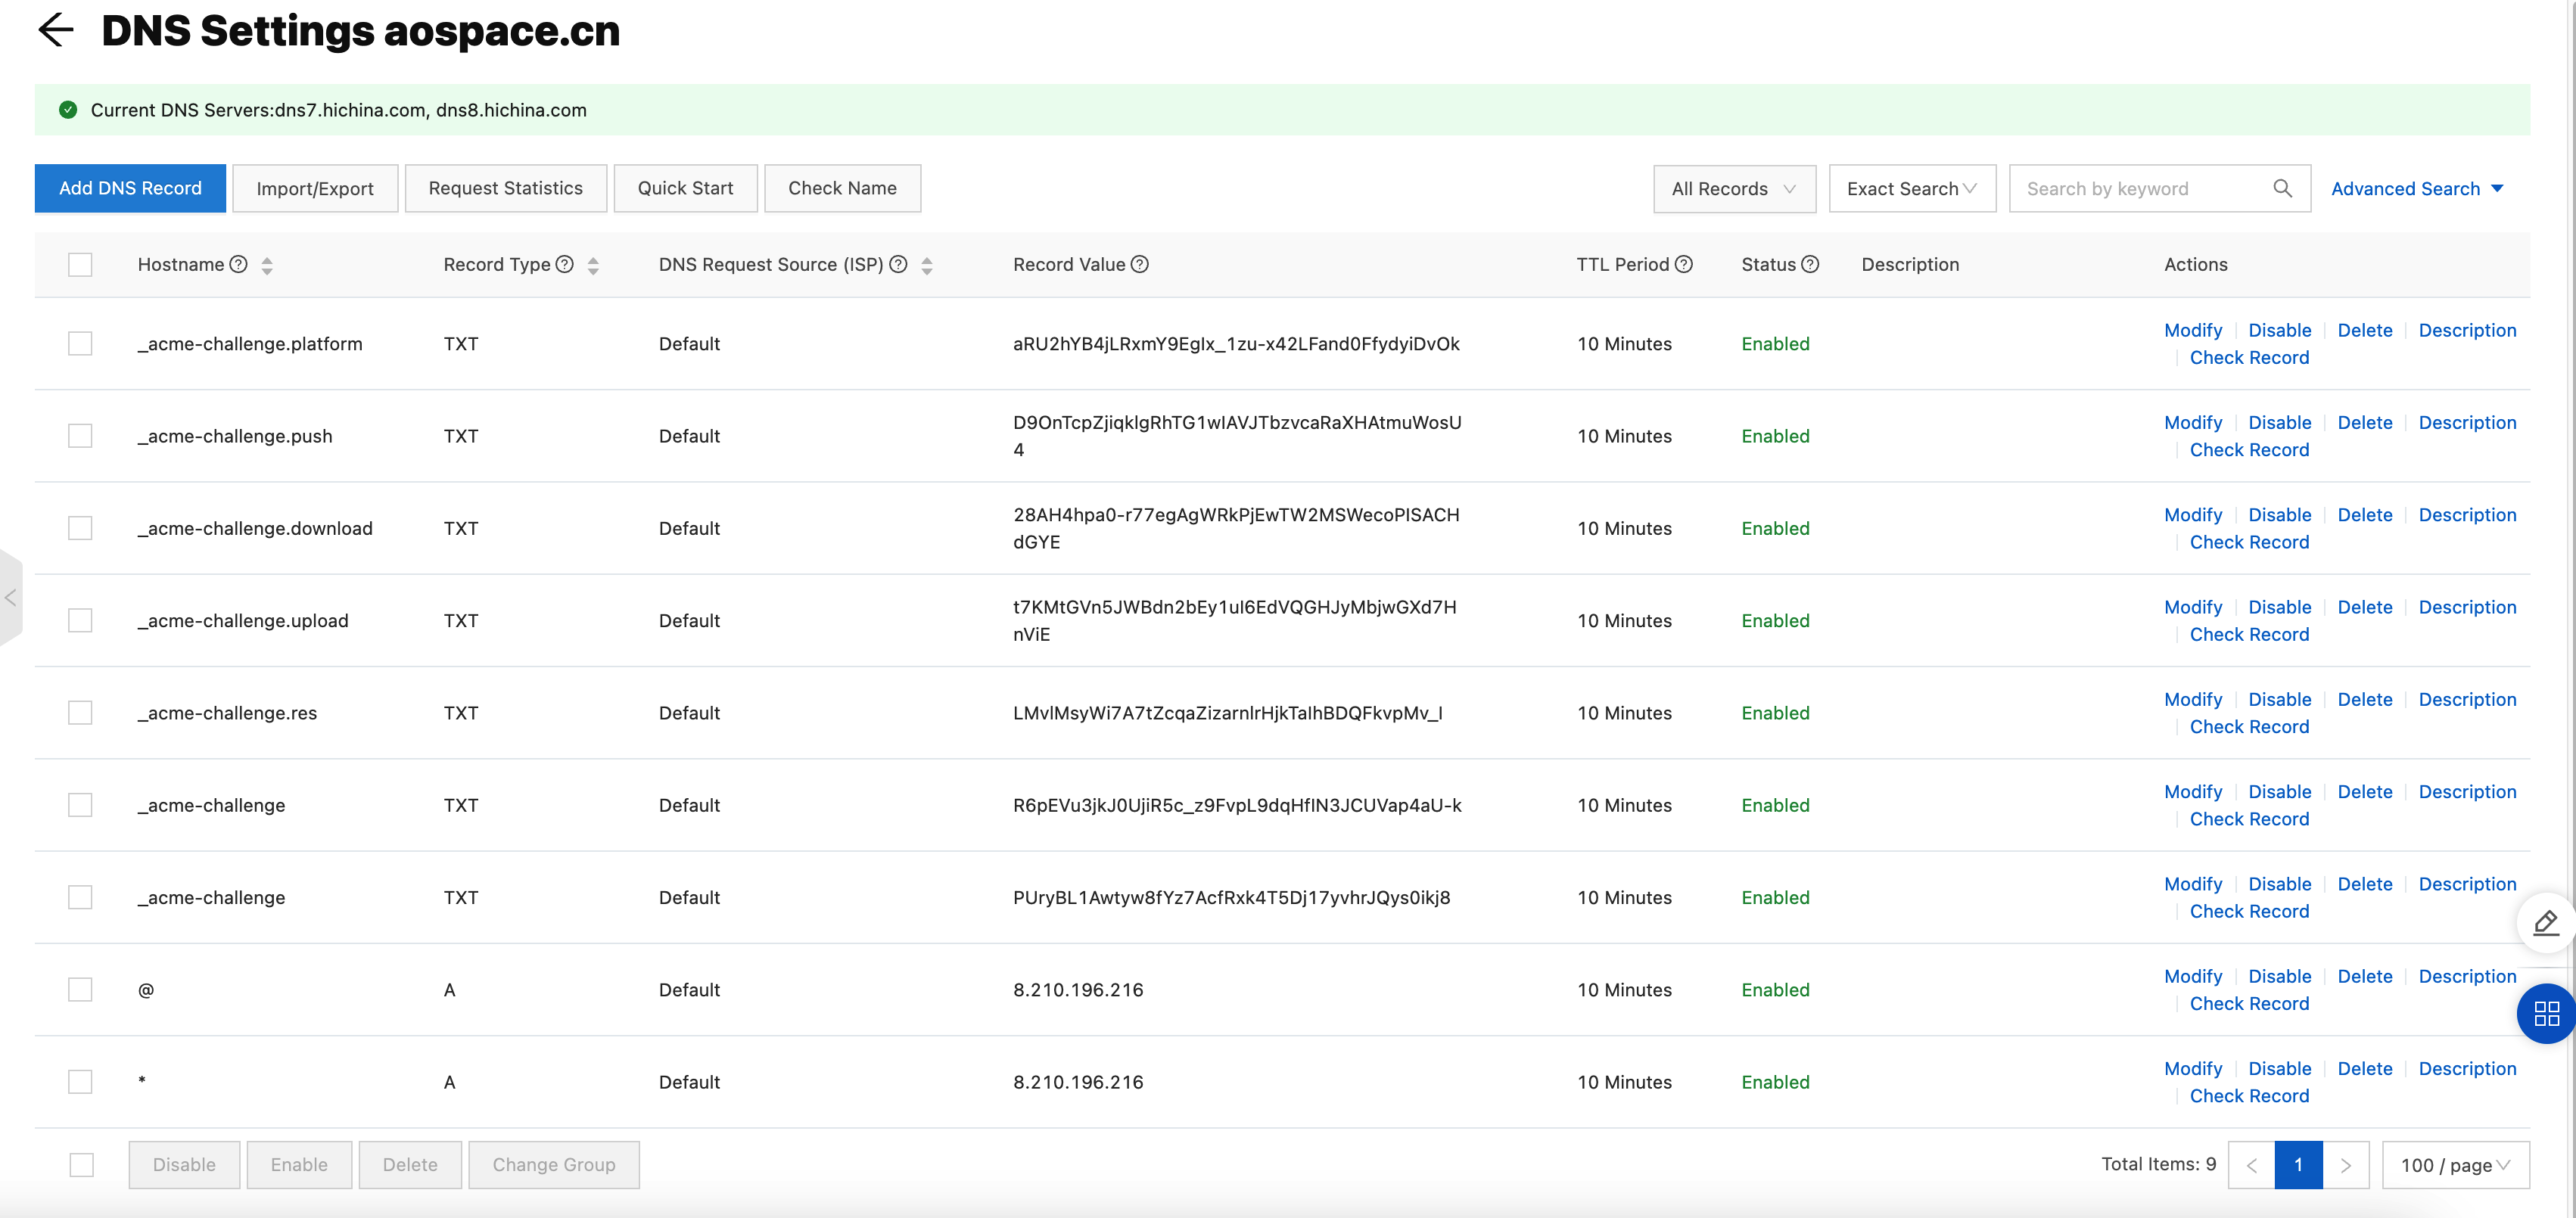 DNS Settings aospace.cn
Current DNS Servers:dns7.hichina.com, dns8.hichina.com
Add DNS Record Import/Export Request Statistics Quick Start Check Name All Records Exact Search Search by keyword Advanced Search
Hostname Record Type DNS Request Source (ISP) Record Value TTL Period Status Description Actions
_acme-challenge.platform TXT Default aRU2hYB4jLRxmY9EgIx_1zu-x42LFand0FfydyiDvOk 10 Minutes Enabled Modify Disable Delete Description
Check Record
_acme-challenge.push TXT Default D9OnTcpZjiqklgRhTG1wIAVJTbzvcaRaXHAtmuWosU 10 Minutes Enabled Modify Disable Delete Description
4 Check Record
_acme-challenge.download TXT Default 28AH4hpa0-r77egAgWRkPjEwTW2MSWecoPISACH 10 Minutes Enabled Modify Disable Delete Description
dGYE Check Record
_acme-challenge.upload TXT Default t7KMtGVn5JWBdn2bEy1uI6EdVQGHJyMbjwGXd7H 10 Minutes Enabled Modify Disable Delete Description
nViE Check Record
_acme-challenge.res TXT Default LMvlMsyWi7A7tZcqaZizarnlrHjkTaIhBDQFkvpMv_I 10 Minutes Enabled Modify Disable Delete Description
Check Record
_acme-challenge TXT Default R6pEVu3jkJ0UjiR5c_z9FvpL9dqHfIN3JCUVap4aU-k 10 Minutes Enabled Modify Disable Delete Description
Check Record
_acme-challenge TXT Default PUryBL1Awtyw8fYz7AcfRxk4T5Dj17yvhrJQys0ikj8 10 Minutes Enabled Modify Disable Delete Description
Check Record
@ A Default 8.210.196.216 10 Minutes Enabled Modify Disable Delete Description
Check Record
* A Default 8.210.196.216 10 Minutes Enabled Modify Disable Delete Description
Check Record
Disable Enable Delete Change Group Total Items: 9 < 1 > 100 / page